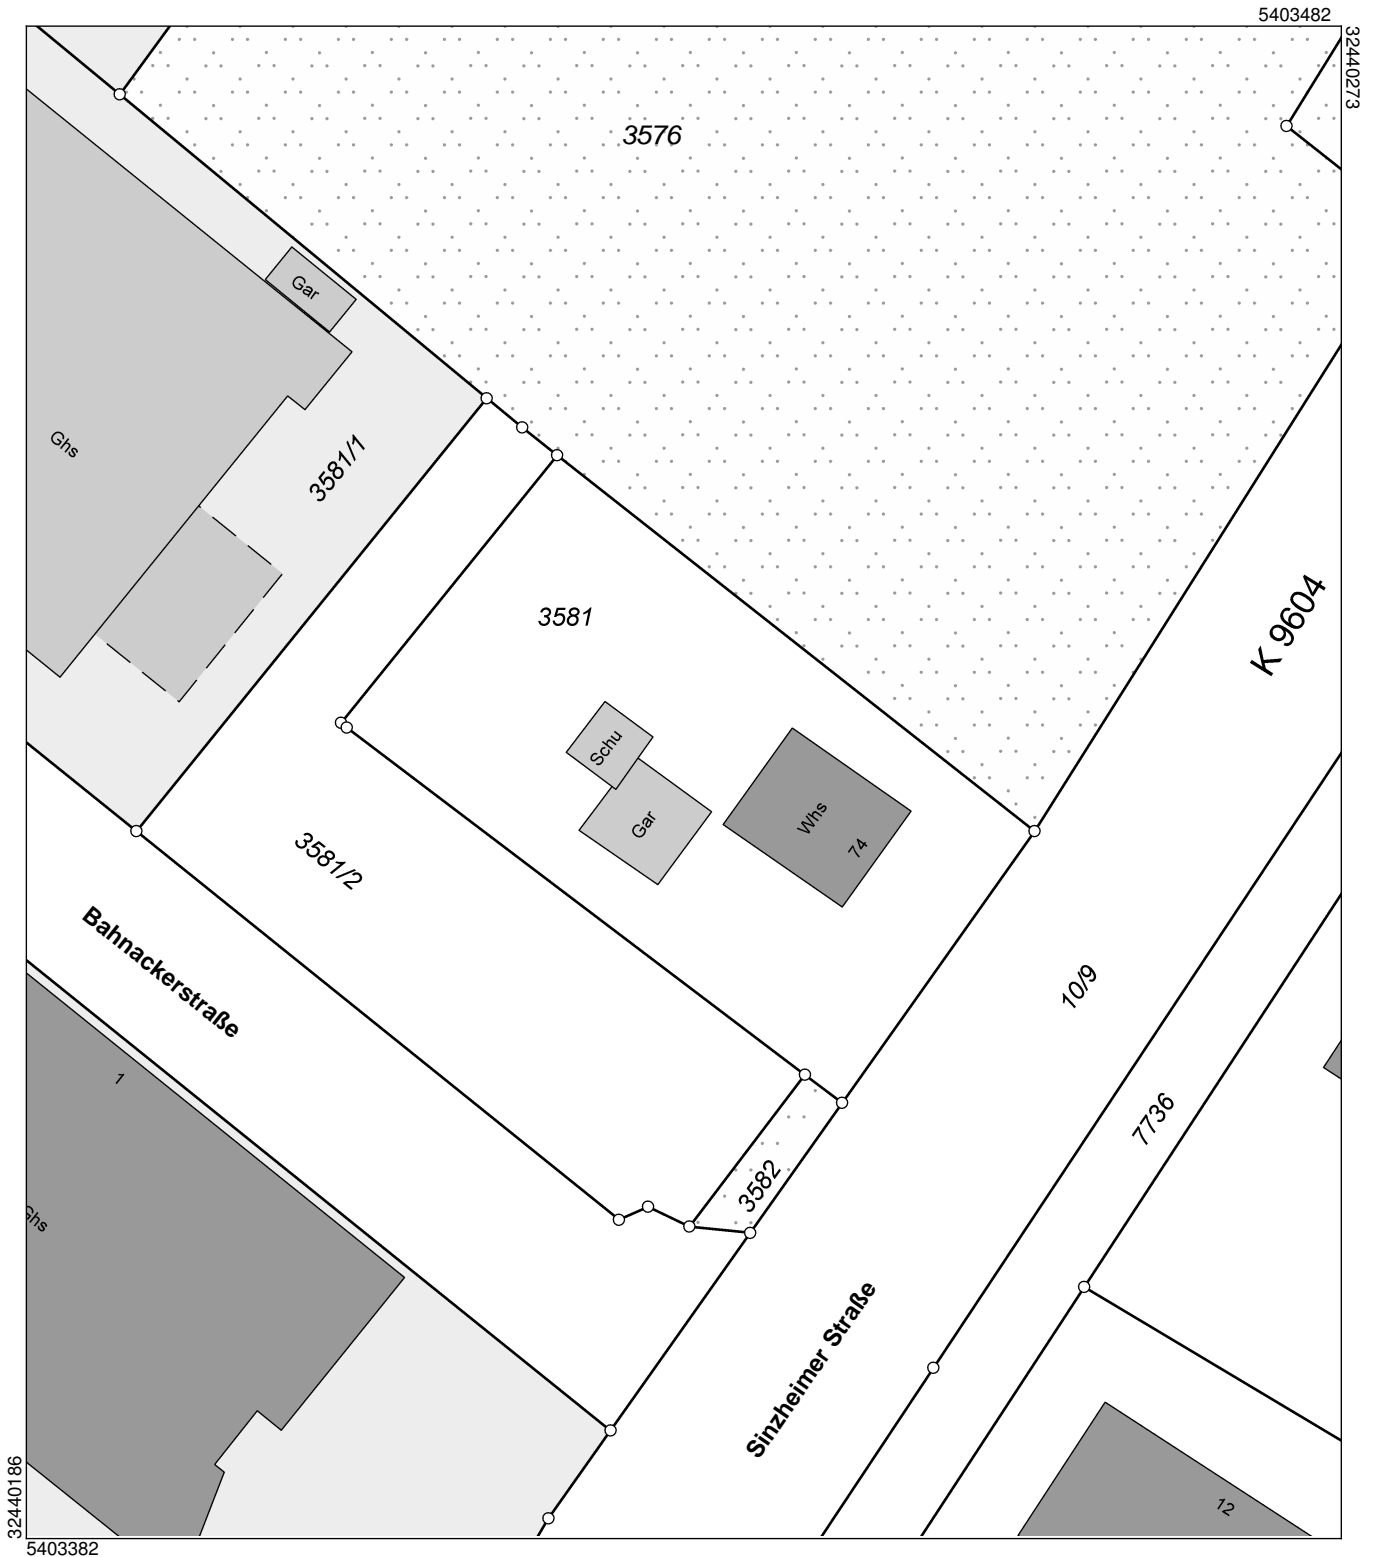 5403482
32440273
3576
Gar
Ghs
3581/1
K 9604
3581
Schu
Gar
Whs
74
3581/2
Bahnackerstraße
10/9
1
7736
3582
Ghs
Sinzheimer Straße
12
32440186
5403382